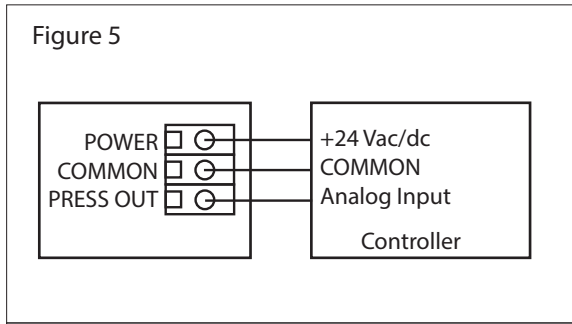 Figure 5
POWER
COMMON
PRESS OUT
+24 Vac/dc
COMMON
Analog Input
Controller